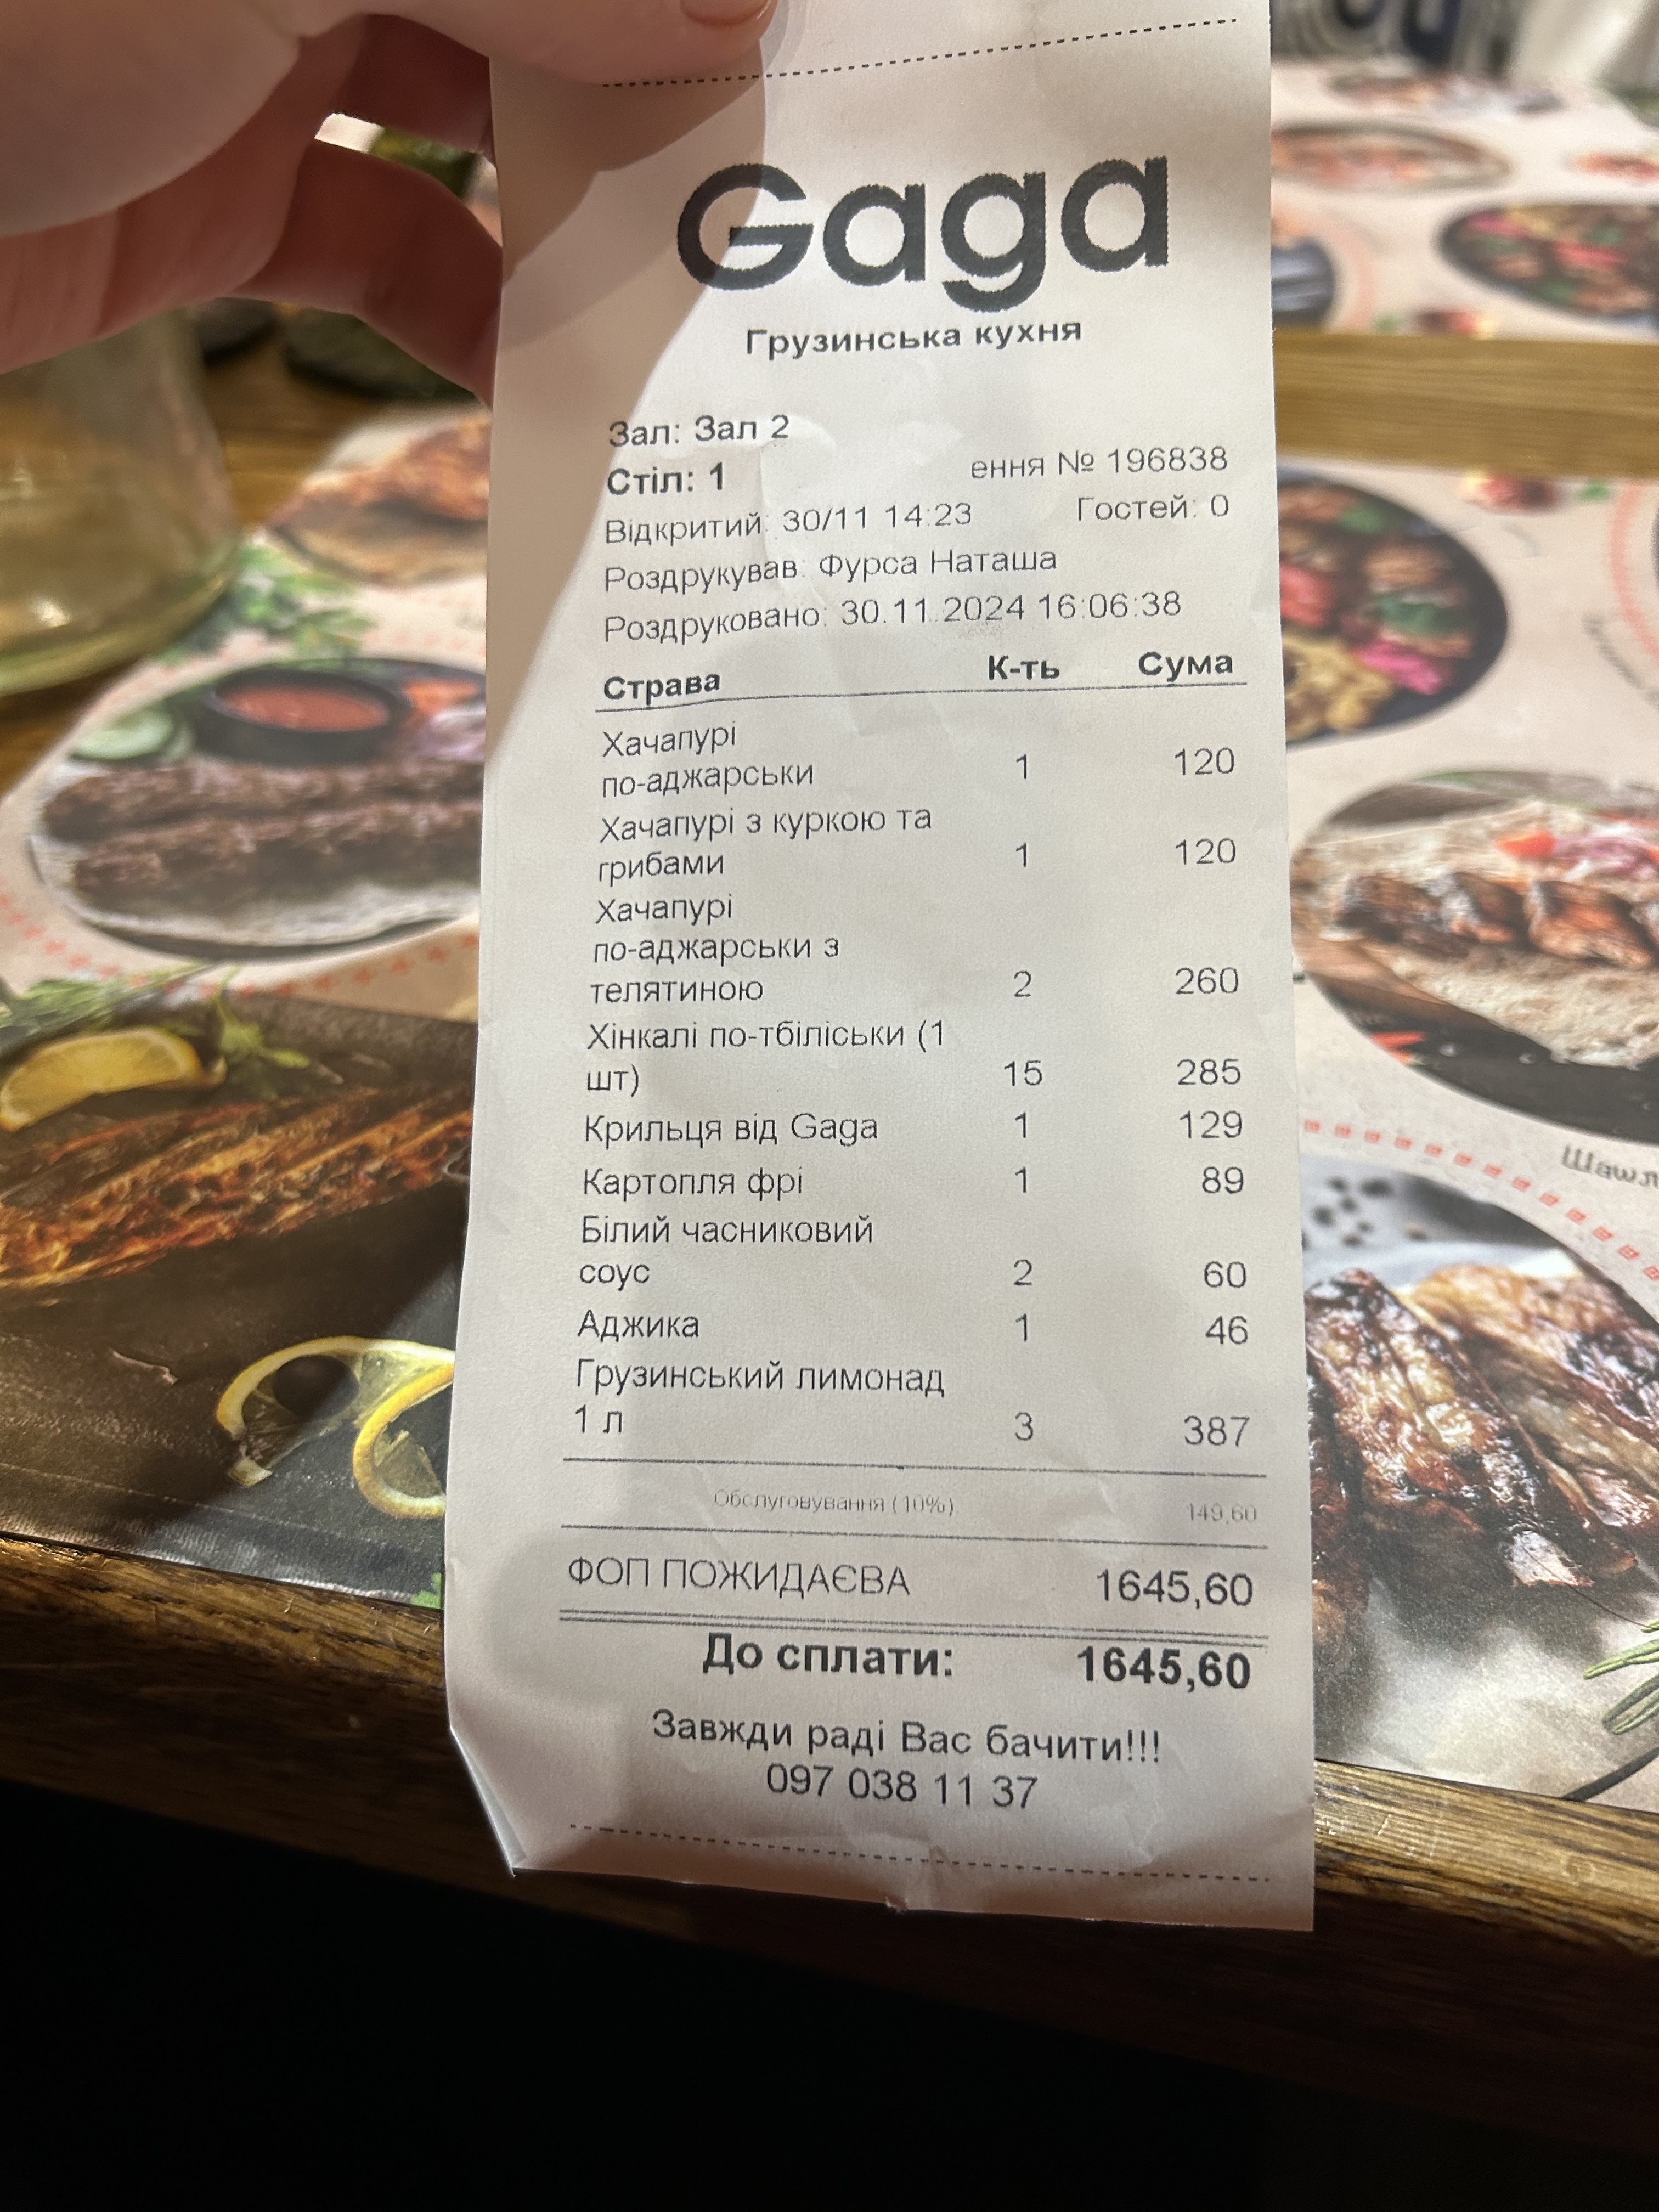 Gaga
Грузинська кухня
Зал: Зал 2
Стіл: 1 ення № 196838
Відкритий: 30/11 14:23 Гостей: 0
Роздрукував: Фурса Наташа
Роздруковано: 30.11.2024 16:06:38
Страва К-ть Сума
Хачапурі
по-аджарськи 1 120
Хачапурі з куркою та
грибами 1 120
Хачапурі
по-аджарськи з
телятиною 2 260
Хінкалі по-тбіліськи (1
шт) 15 285
Крильця від Gaga 1 129
Картопля фрі 1 89
Білий часниковий
соус 2 60
Аджика 1 46
Грузинський лимонад
1 л 3 387
Обслуговування (10%) 149,60
ФОП ПОЖИДАЄВА 1645,60
До сплати: 1645,60
Завжди раді Вас бачити!!!
097 038 11 37